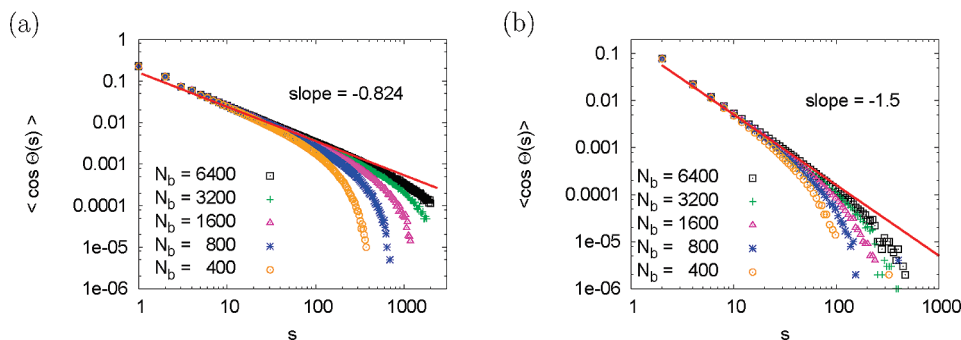 (a)
<cos Θ(s) >
1
0.1
0.01
0.001
0.0001
1e-05
1e-06
slope = -0.824
N_b = 6400
N_b = 3200
N_b = 1600
N_b = 800
N_b = 400
1 10 100 1000
s
(b)
<cos Θ(s)>
0.1
0.01
0.001
0.0001
1e-05
1e-06
slope = -1.5
N_b = 6400
N_b = 3200
N_b = 1600
N_b = 800
N_b = 400
1 10 100 1000
s